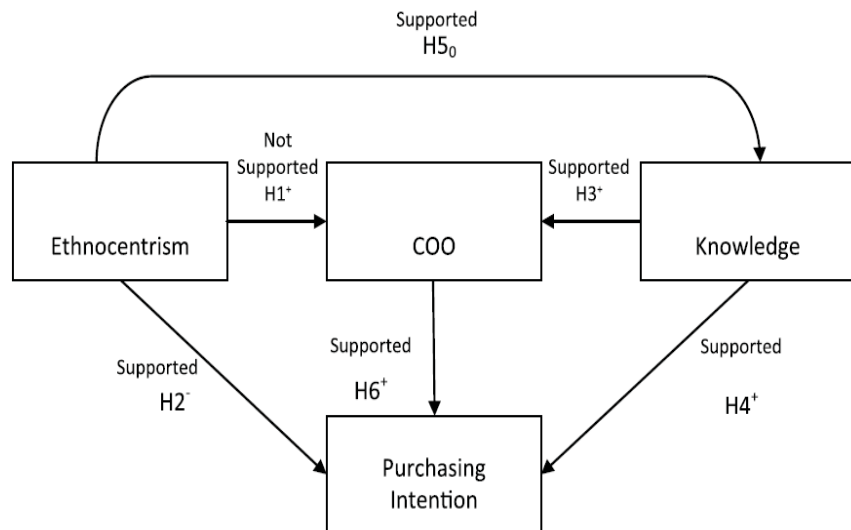 Supported
H5₀
Not
Supported
H1⁺
Supported
H3⁺
Ethnocentrism
COO
Knowledge
Supported
H2⁻
Supported
H6⁺
Supported
H4⁺
Purchasing
Intention